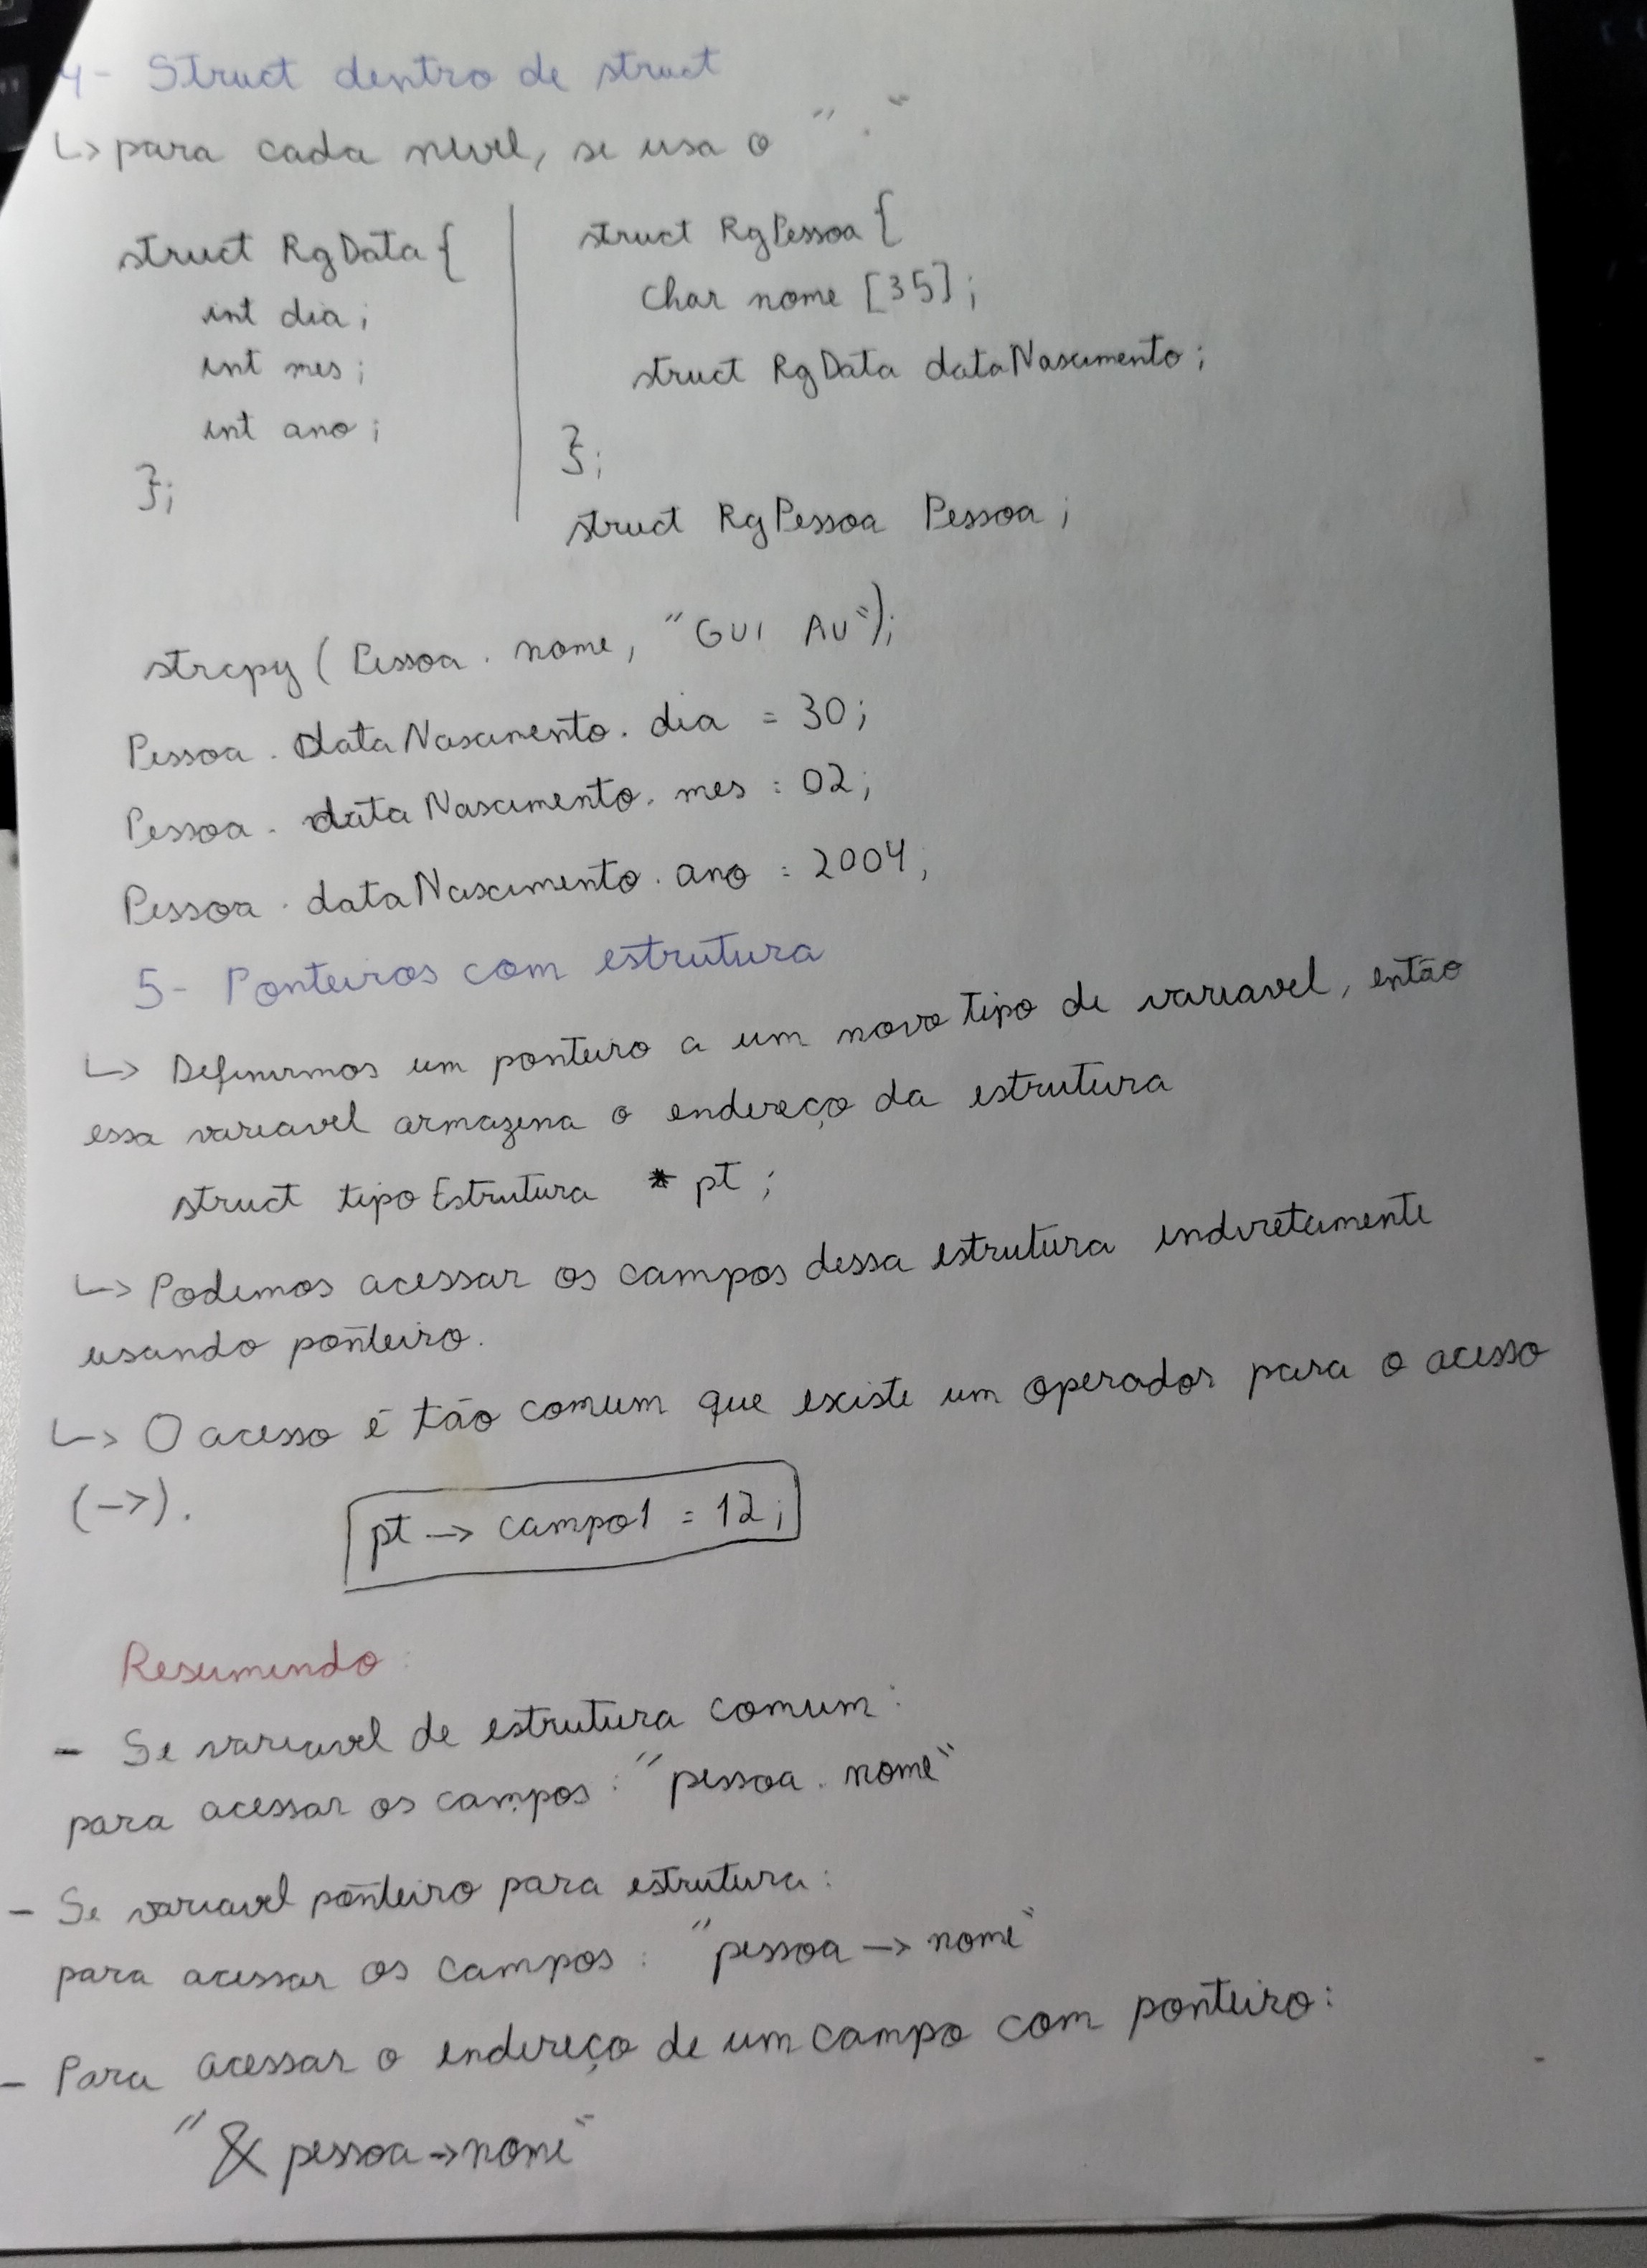 4- Struct dentro de struct
↳ para cada nível, se usa o " . "
struct RgData {
int dia;
int mes;
int ano;
};
struct RgPessoa {
char nome [35];
struct RgData dataNascimento;
};
struct RgPessoa Pessoa;
strcpy (Pessoa . nome, "GUI AU");
Pessoa . dataNascimento . dia = 30;
Pessoa . dataNascimento . mes = 02;
Pessoa . dataNascimento . ano = 2004;
5- Ponteiros com estrutura
↳ Definirmos um ponteiro a um novo tipo de variavel, então
essa variavel armazena o endereço da estrutura
struct tipoEstrutura * pt;
↳ Podemos acessar os campos dessa estrutura indiretamente
usando ponteiro.
↳ O acesso é tão comum que existe um operador para o acesso
(->).
pt -> campo1 = 12;
Resumindo:
- Se variavel de estrutura comum:
para acessar os campos: "pessoa . nome"
- Se variavel ponteiro para estrutura:
para acessar os campos: "pessoa -> nome"
- Para acessar o endereço de um campo com ponteiro:
"& pessoa->nome"